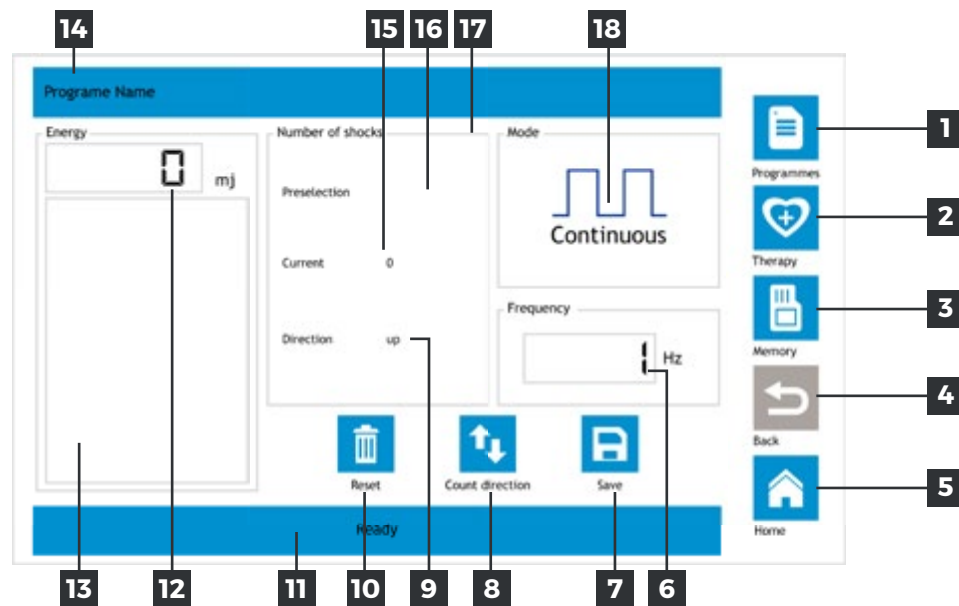 14
15
16
17
18
Programe Name
Energy
0 mj
Number of shocks
Preselection
Current 0
Direction up
Mode
Continuous
Frequency
1 Hz
Programmes
1
Therapy
2
Memory
3
Back
4
Home
5
Reset
Count direction
Save
Ready
13
12
11
10
9
8
7
6